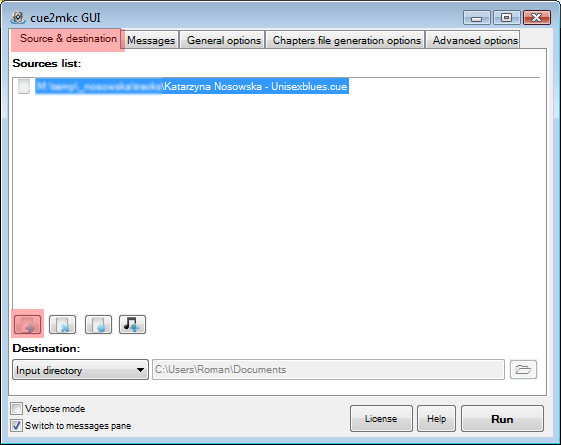 cue2mkc GUI
Source & destination Messages General options Chapters file generation options Advanced options
Sources list:
\Katarzyna Nosowska - Unisexblues.cue
Destination:
Input directory C:\Users\Roman\Documents
Verbose mode
Switch to messages pane
License Help Run